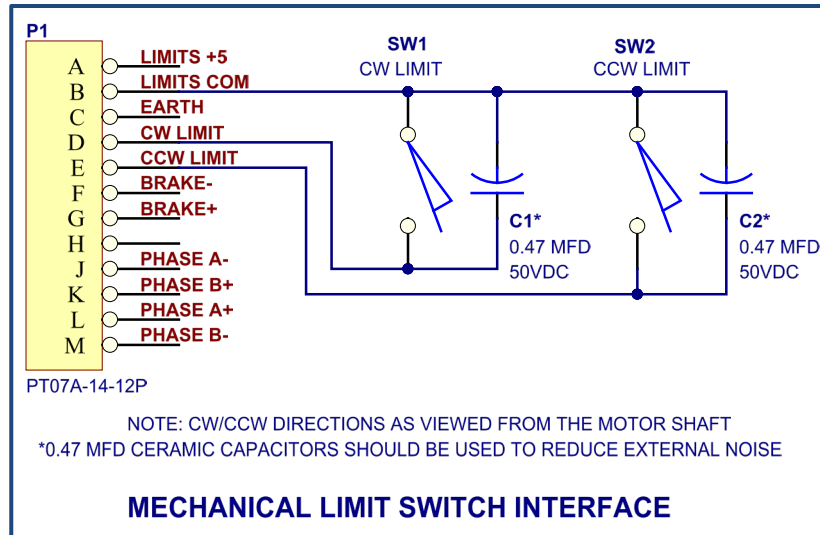 P1
A LIMITS +5
B LIMITS COM
C EARTH
D CW LIMIT
E CCW LIMIT
F BRAKE-
G BRAKE+
H
J PHASE A-
K PHASE B+
L PHASE A+
M PHASE B-
PT07A-14-12P
SW1
CW LIMIT
C1*
0.47 MFD
50VDC
SW2
CCW LIMIT
C2*
0.47 MFD
50VDC
NOTE: CW/CCW DIRECTIONS AS VIEWED FROM THE MOTOR SHAFT
*0.47 MFD CERAMIC CAPACITORS SHOULD BE USED TO REDUCE EXTERNAL NOISE
MECHANICAL LIMIT SWITCH INTERFACE